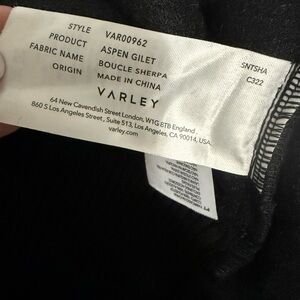 STYLE VAR00962
PRODUCT ASPEN GILET
FABRIC NAME BOUCLE SHERPA
ORIGIN MADE IN CHINA
SNTSHA
C322
VARLEY
64 New Cavendish Street London, W1G 8TB England.
860 S Los Angeles Street, Suite 513, Los Angeles, CA 90014, USA.
varley.com